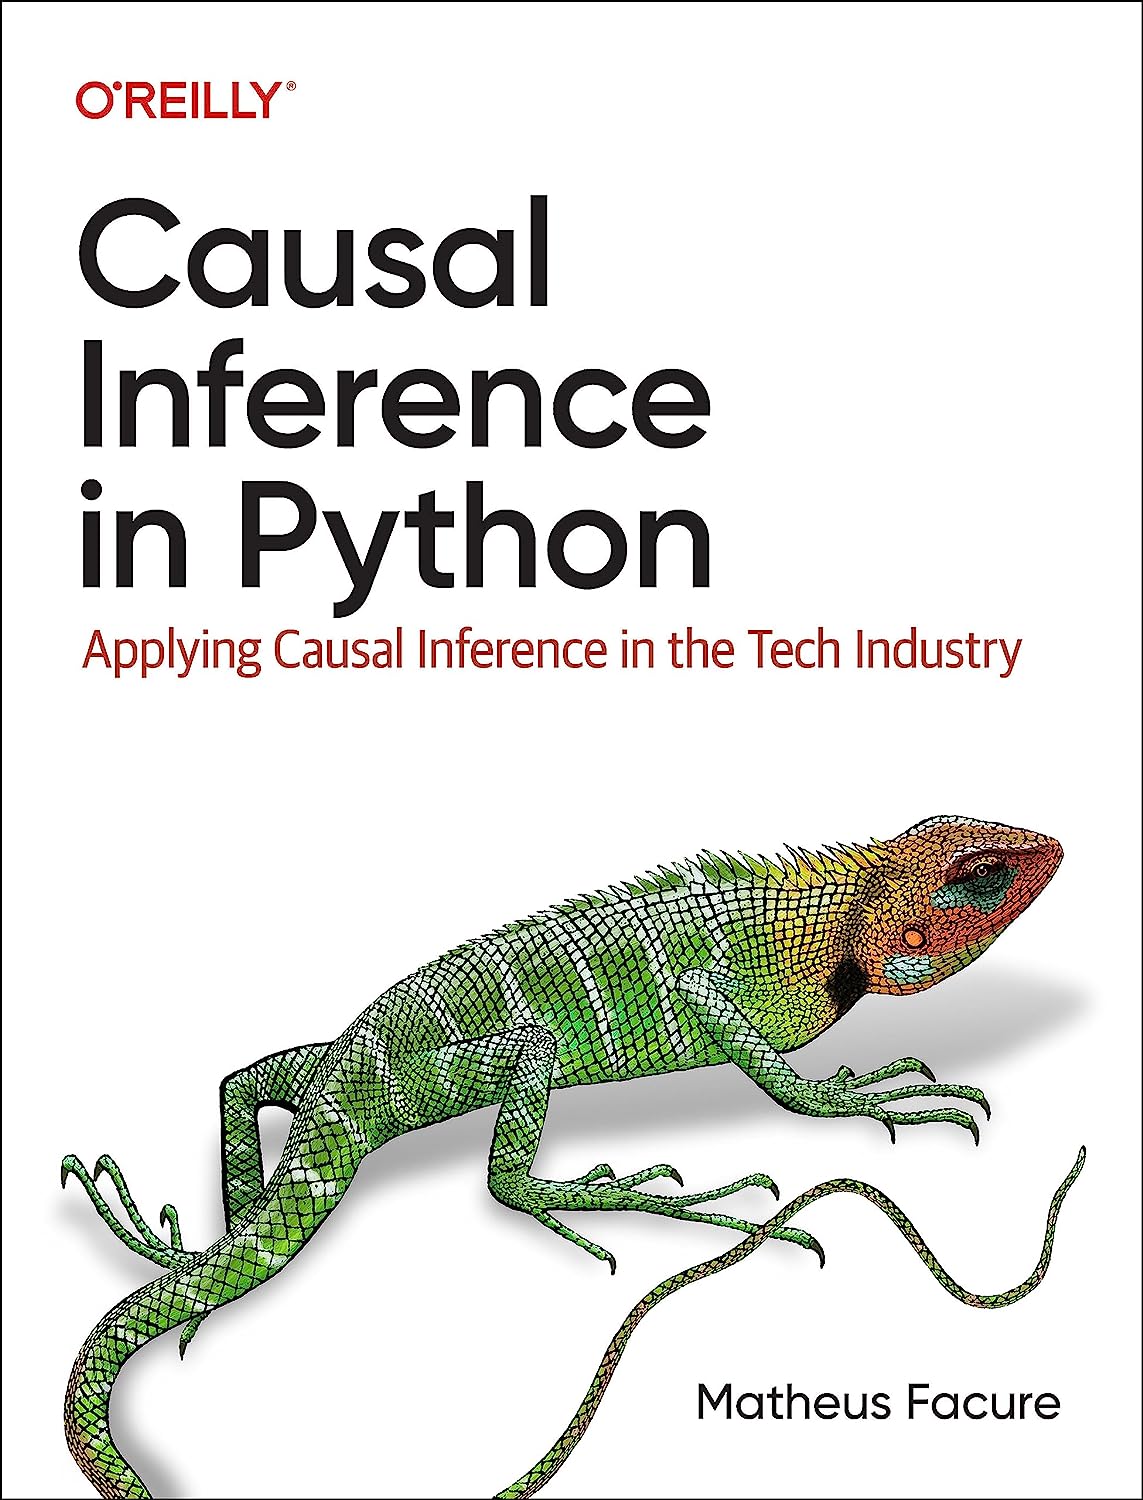 O'REILLY®
Causal
Inference
in Python
Applying Causal Inference in the Tech Industry
Matheus Facure